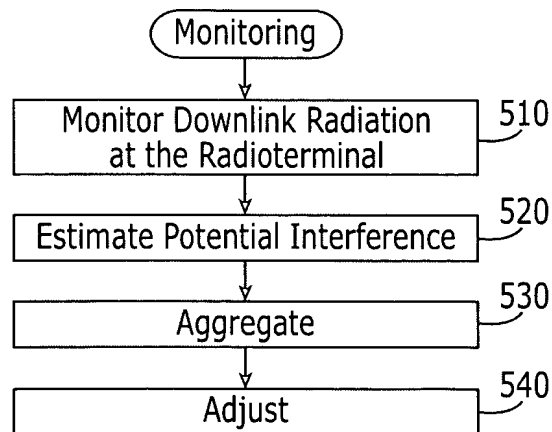 Monitoring
510
Monitor Downlink Radiation
at the Radioterminal
520
Estimate Potential Interference
530
Aggregate
540
Adjust